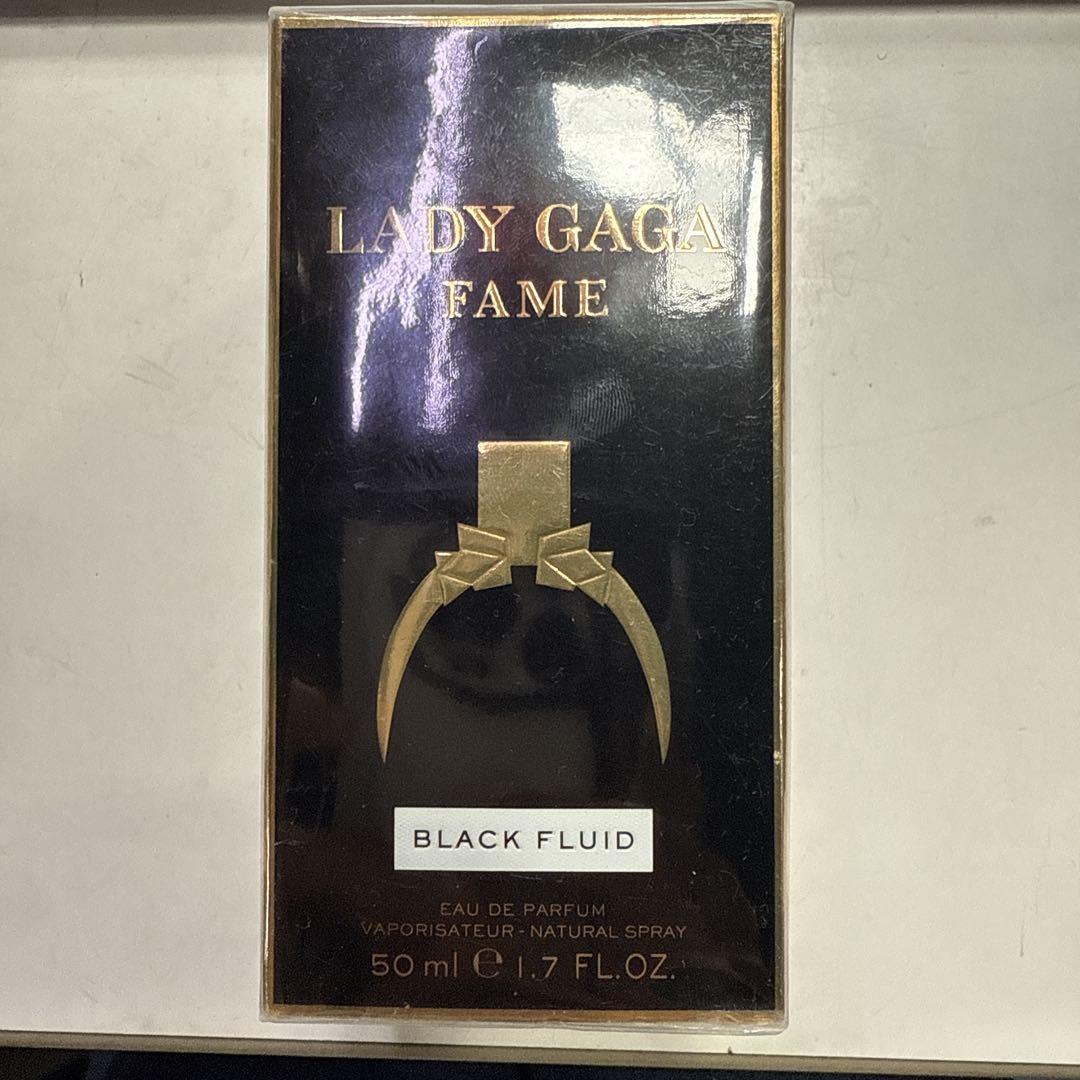 LADY GAGA
FAME
BLACK FLUID
EAU DE PARFUM
VAPORISATEUR - NATURAL SPRAY
50 ml ℮ 1.7 FL.OZ.